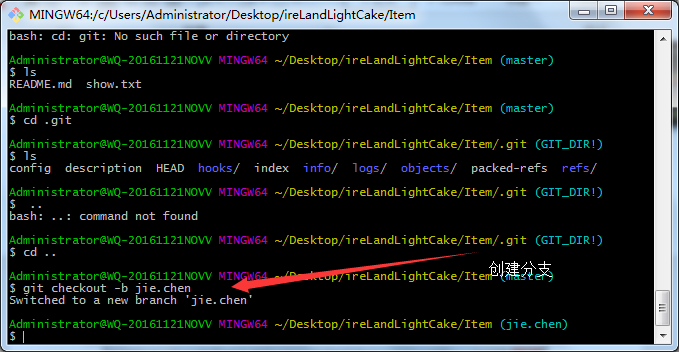 MINGW64:/c/Users/Administrator/Desktop/ireLandLightCake/Item
bash: cd: git: No such file or directory
Administrator@WQ-20161121NOVV MINGW64 ~/Desktop/ireLandLightCake/Item (master)
$ ls
README.md  show.txt
Administrator@WQ-20161121NOVV MINGW64 ~/Desktop/ireLandLightCake/Item (master)
$ cd .git
Administrator@WQ-20161121NOVV MINGW64 ~/Desktop/ireLandLightCake/Item/.git (GIT_DIR!)
$ ls
config  description  HEAD  hooks/  index  info/  logs/  objects/  packed-refs  refs/
Administrator@WQ-20161121NOVV MINGW64 ~/Desktop/ireLandLightCake/Item/.git (GIT_DIR!)
$  ..
bash: ..: command not found
Administrator@WQ-20161121NOVV MINGW64 ~/Desktop/ireLandLightCake/Item/.git (GIT_DIR!)
$ cd ..
创建分支
Administrator@WQ-20161121NOVV MINGW64 ~/Desktop/ireLandLightCake/Item (master)
$ git checkout -b jie.chen
Switched to a new branch 'jie.chen'
Administrator@WQ-20161121NOVV MINGW64 ~/Desktop/ireLandLightCake/Item (jie.chen)
$